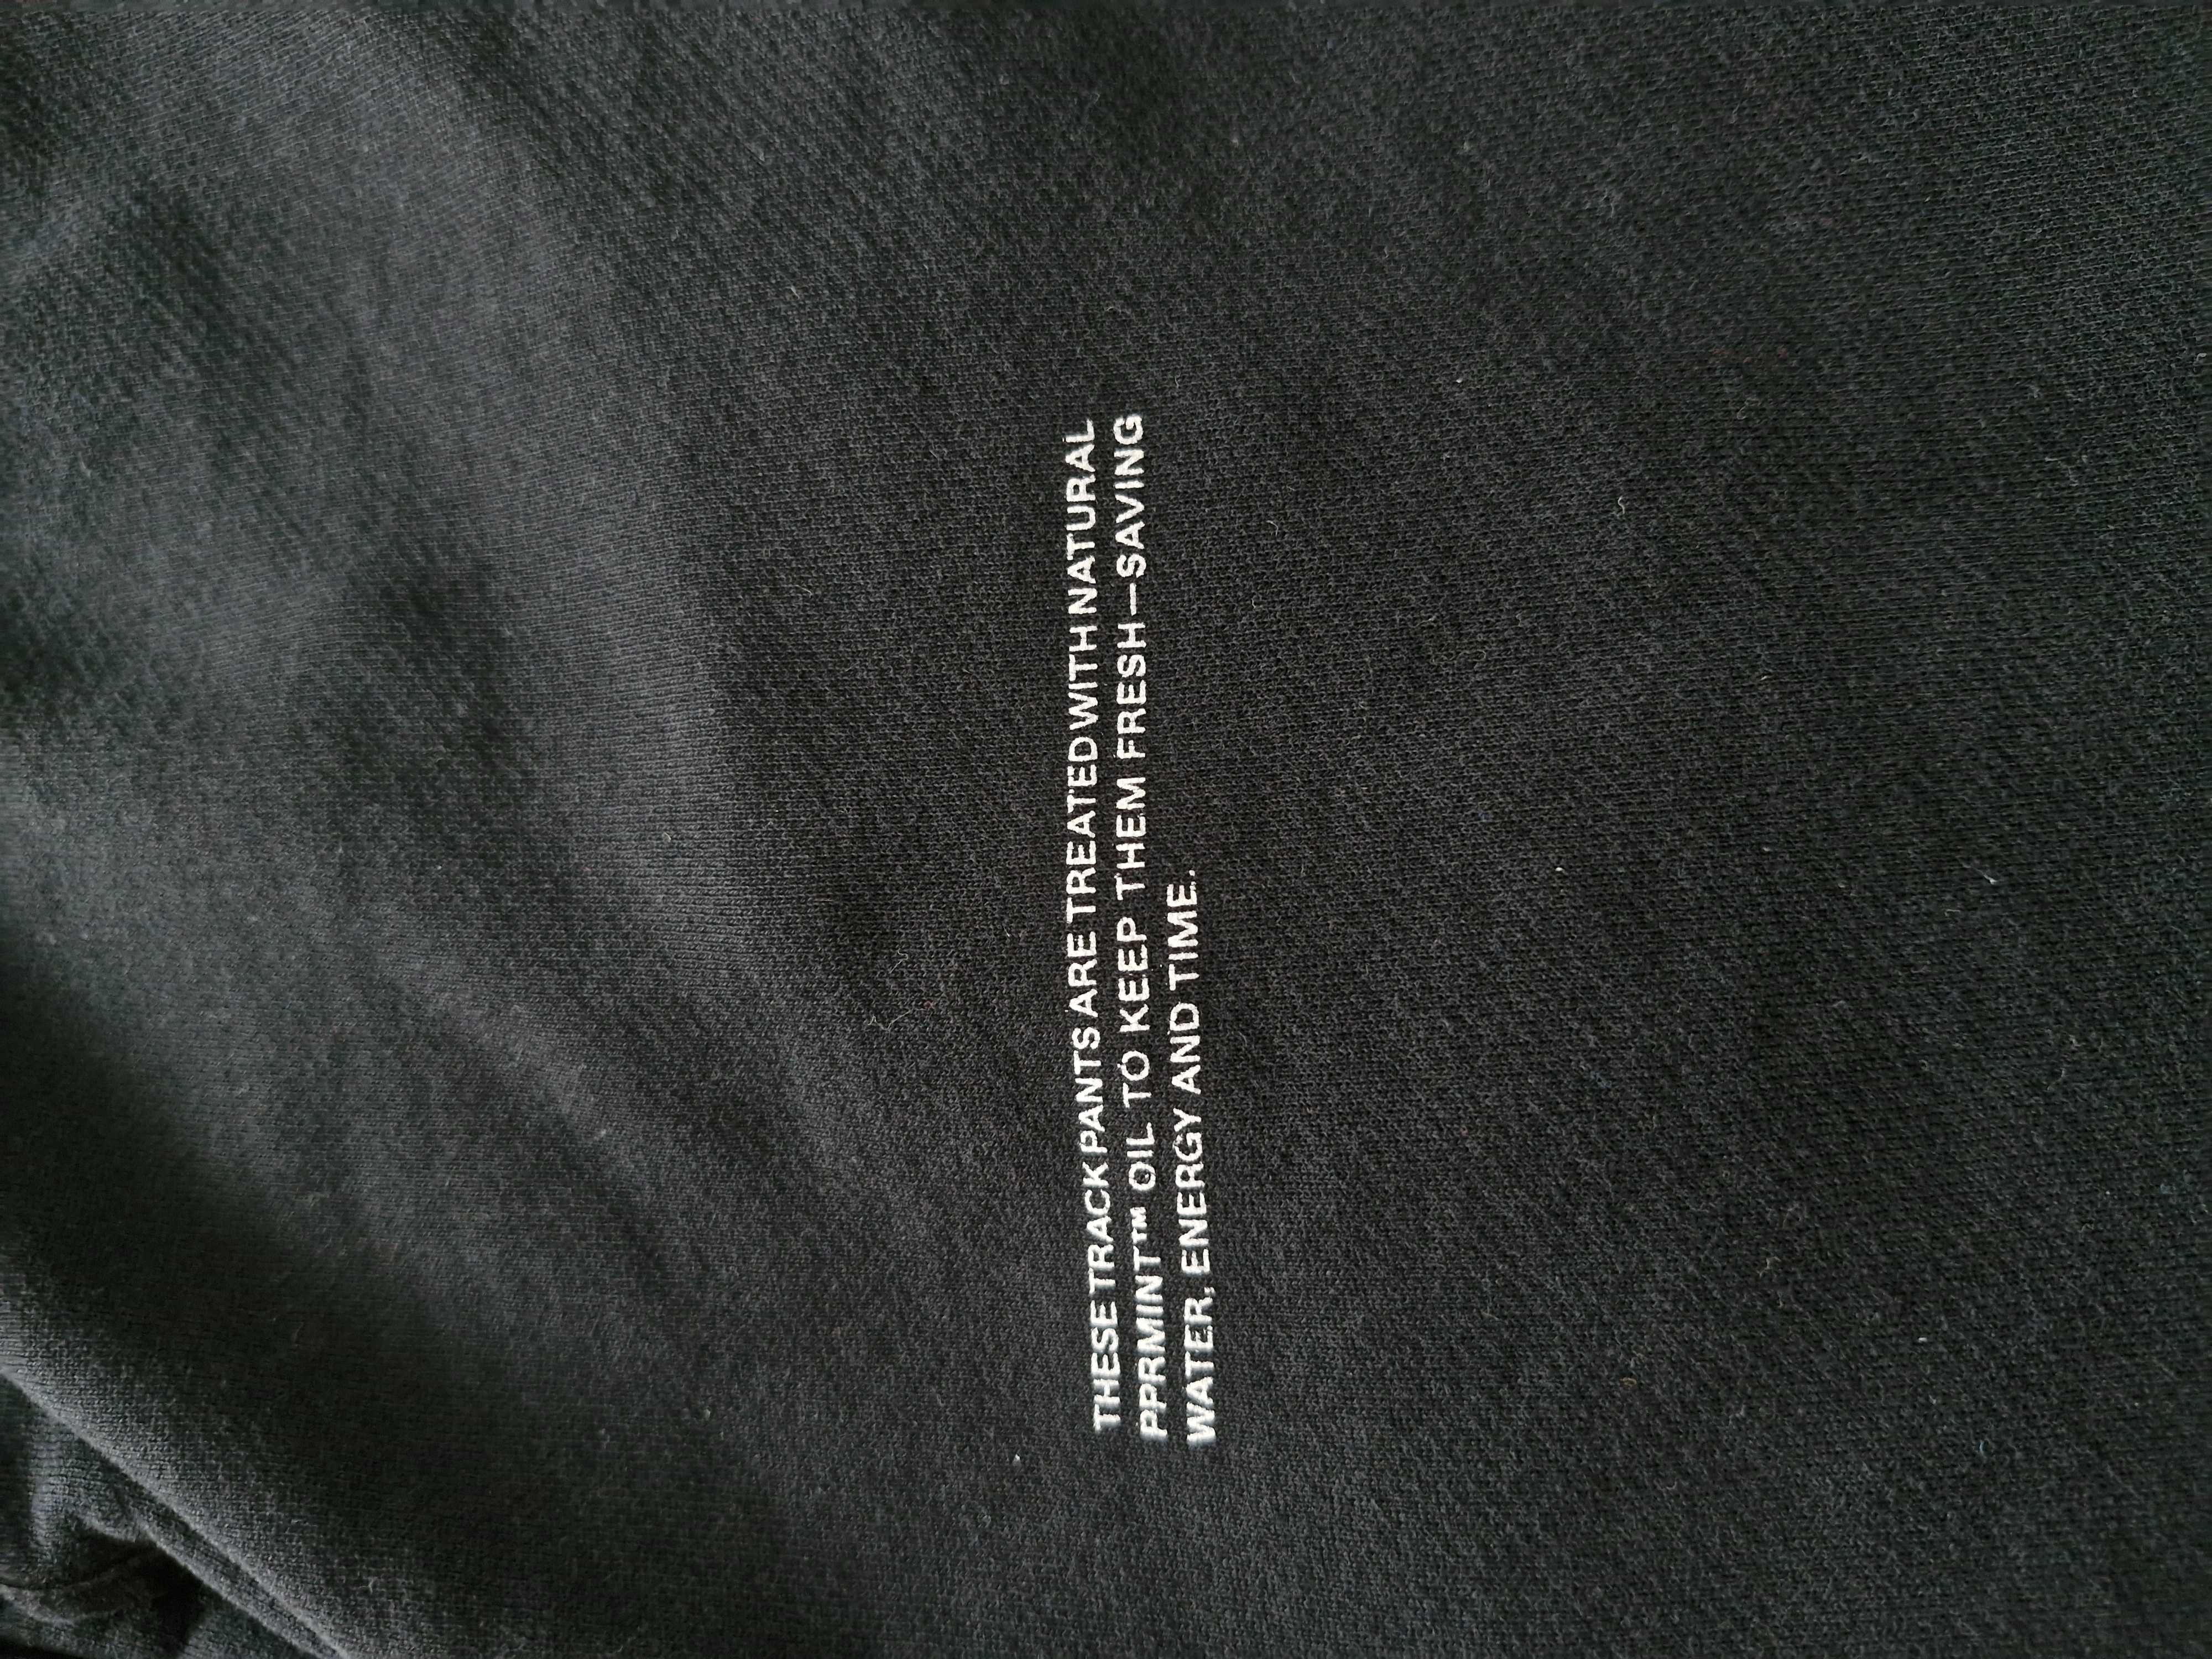 THESE TRACK PANTS ARE TREATED WITH NATURAL
PPRMINT™ OIL TO KEEP THEM FRESH—SAVING
WATER, ENERGY AND TIME.